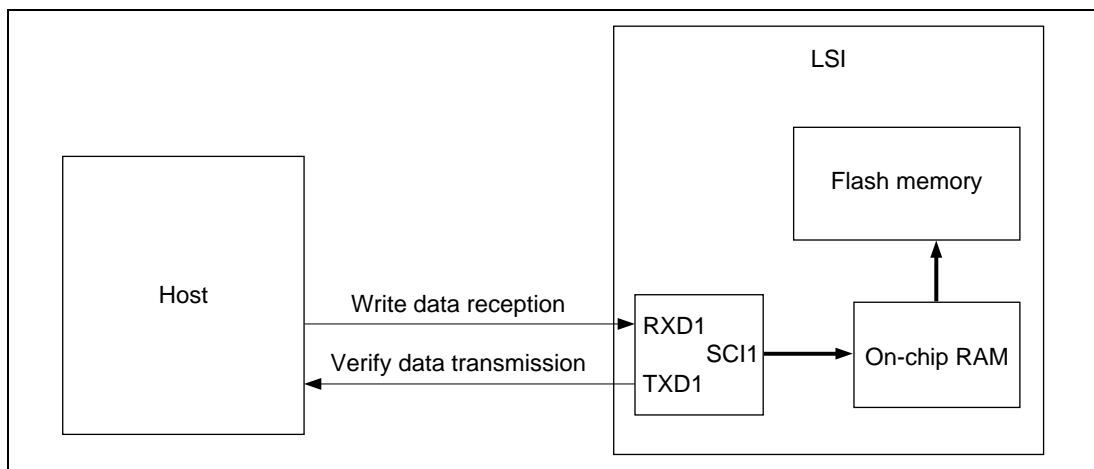 LSI
Flash memory
Host
Write data reception
RXD1
SCI1
On-chip RAM
Verify data transmission
TXD1